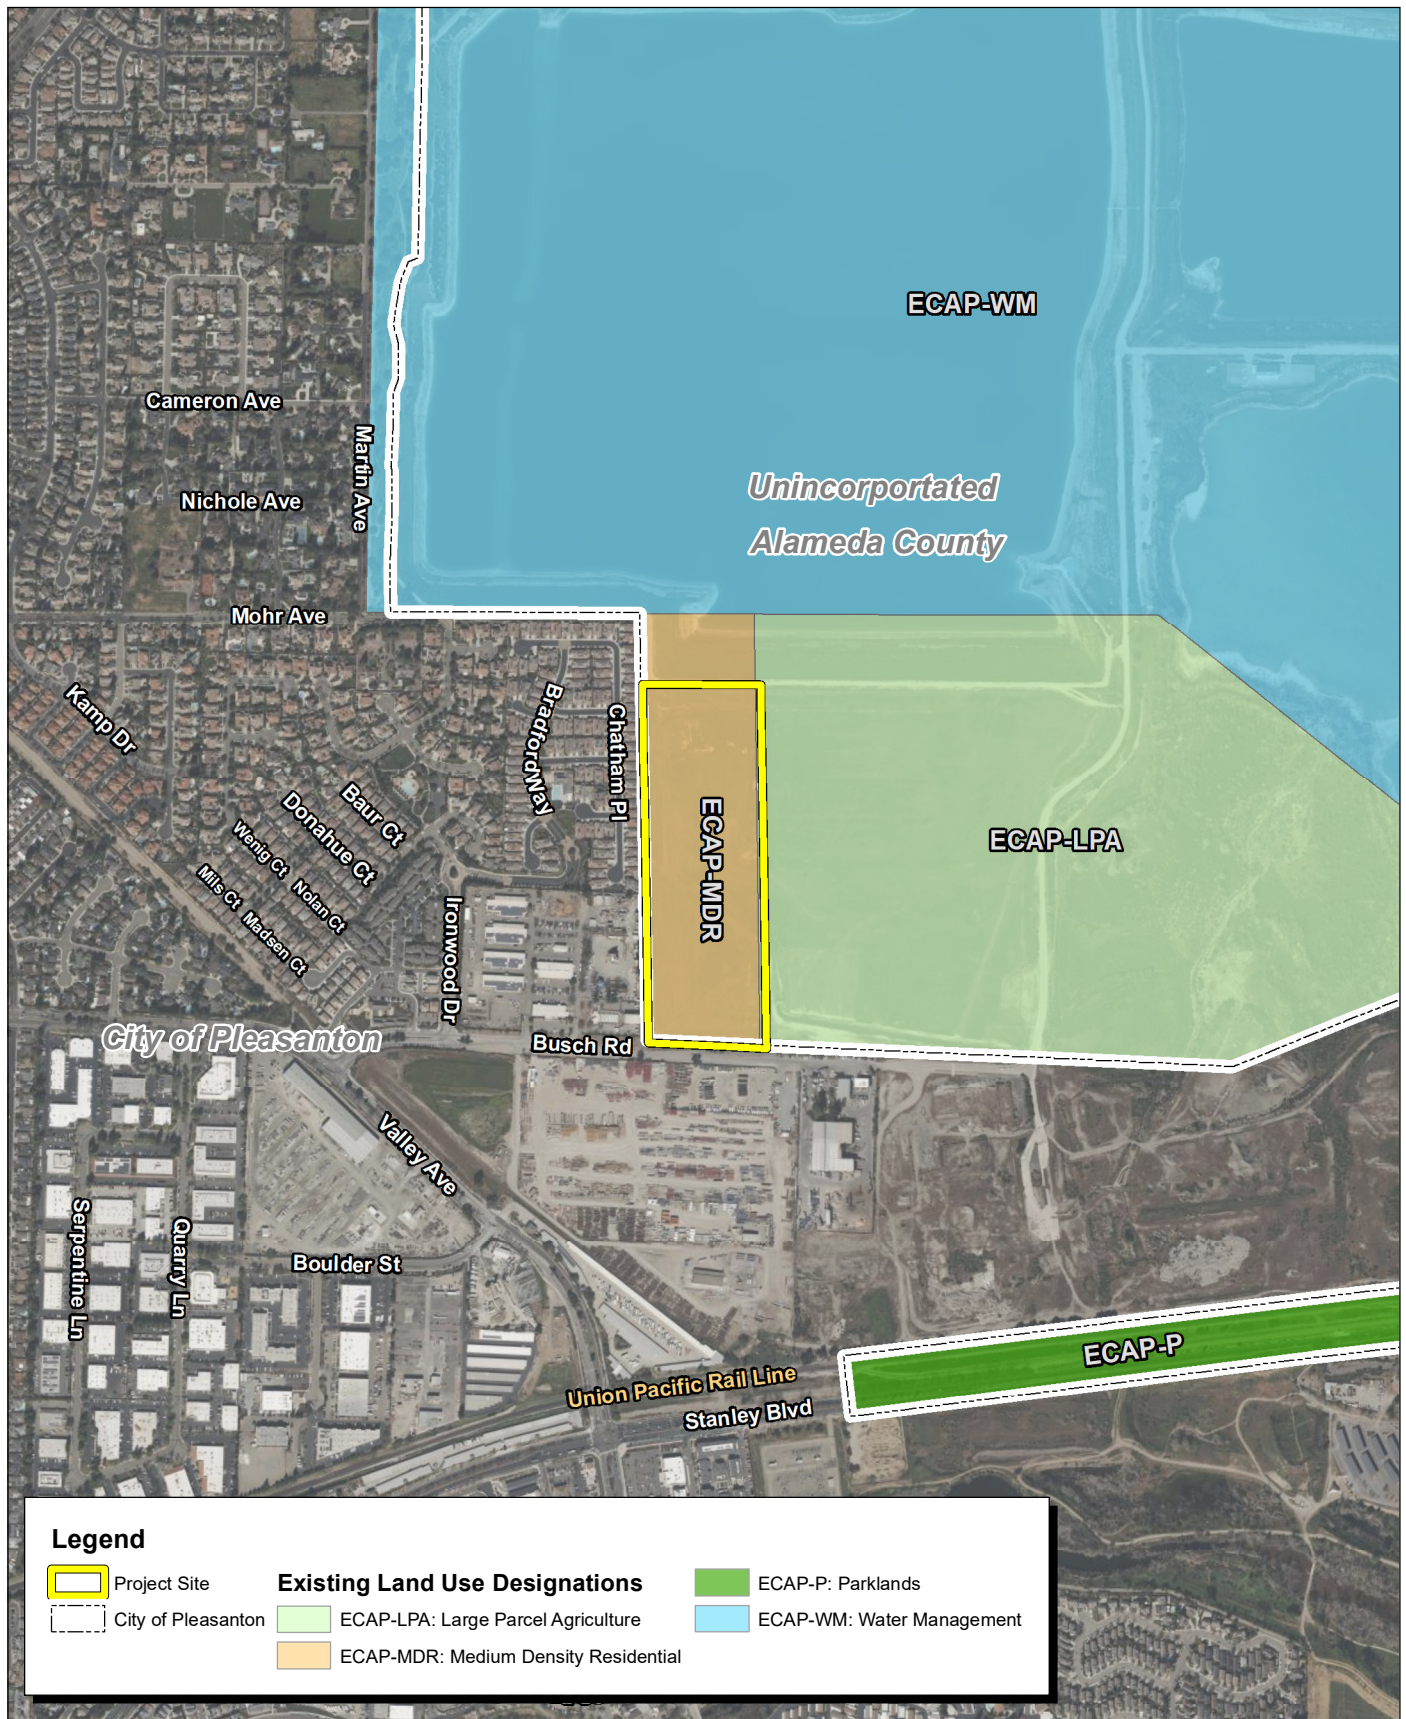 ECAP-WM
Cameron Ave
Martin Ave
Unincorportated
Alameda County
Nichole Ave
Mohr Ave
Kamp Dr
Bradford Way
Chatham Pl
Baur Ct
Donahue Ct
Wenig Ct
Nolan Ct
Mils Ct
Madsen Ct
ECAP-MDR
ECAP-LPA
Ironwood Dr
City of Pleasanton
Busch Rd
Valley Ave
Serpentine Ln
Quarry Ln
Boulder St
ECAP-P
Union Pacific Rail Line
Stanley Blvd
Legend
Project Site
City of Pleasanton
Existing Land Use Designations
ECAP-LPA: Large Parcel Agriculture
ECAP-MDR: Medium Density Residential
ECAP-P: Parklands
ECAP-WM: Water Management